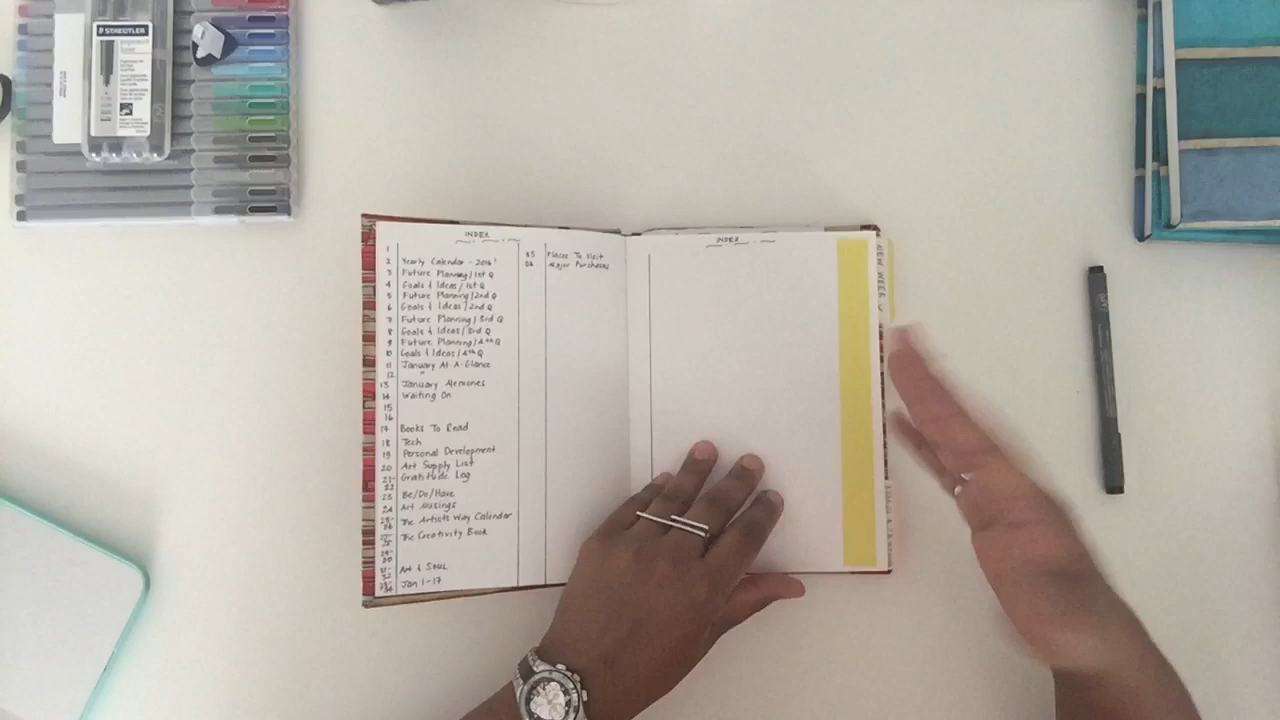 STAEDTLER
INDEX
1
2 Yearly Calendar - 2016
3 Future Planning/1st Q
4 Goals & Ideas/1st Q
5 Future Planning/2nd Q
6 Goals & Ideas/2nd Q
7 Future Planning/3rd Q
8 Goals & Ideas/3rd Q
9 Future Planning/4th Q
10 Goals & Ideas/4th Q
11 January At-A-Glance
12 "
13 January Memories
14 Waiting On
15
16
17 Books To Read
18 Tech
19 Personal Development
20 Art Supply List
21- Gratitude Log
22
23 Be/Do/Have
24 Art Musings
25- The Artists Way Calendar
26
27- The Creativity Book
28
29-
30
31- Art & Soul
32
Jan 1-17
Places To Visit
Major Purchases
INDEX
NEW WEEK